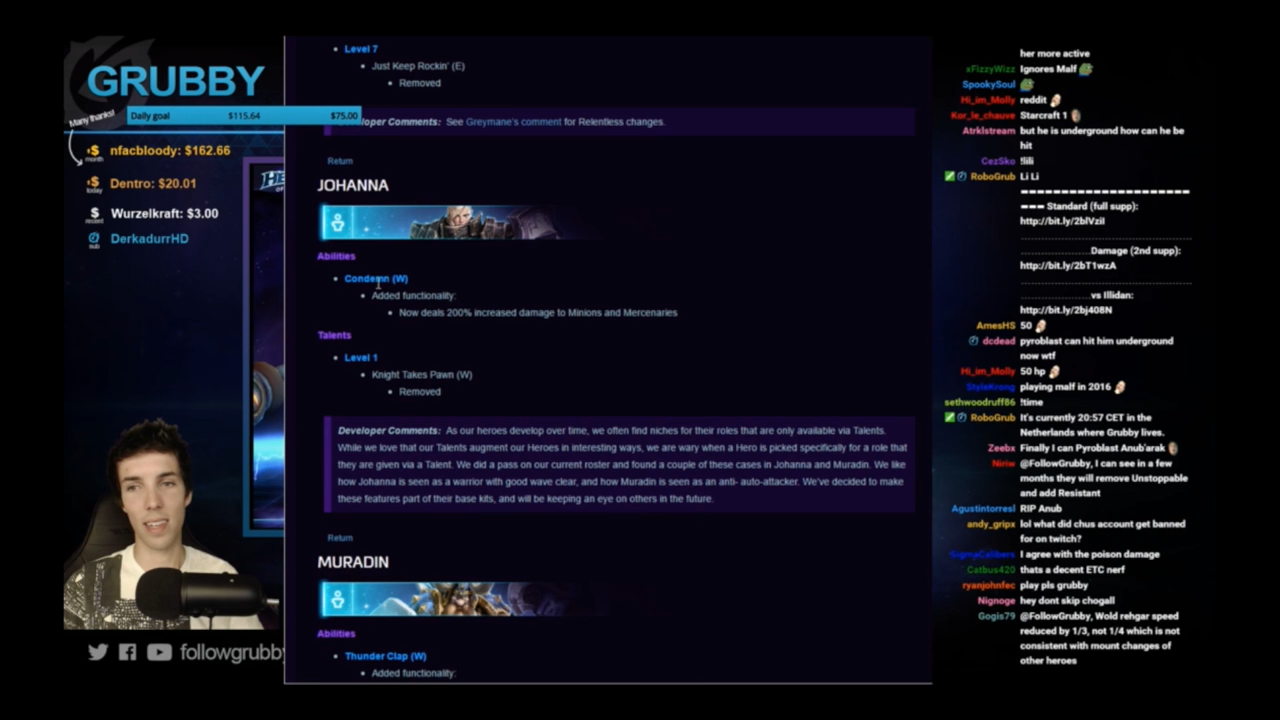 GRUBBY
Many thanks!
Daily goal $115.64 $75.00
month nfacbloody: $162.66
today Dentro: $20.01
recent Wurzelkraft: $3.00
sub DerkadurrHD
followgrubby
Level 7
Just Keep Rockin' (E)
Removed
loper Comments: See Greymane's comment for Relentless changes.
Return
JOHANNA
Abilities
Condemn (W)
Added functionality:
Now deals 200% increased damage to Minions and Mercenaries
Talents
Level 1
Knight Takes Pawn (W)
Removed
Developer Comments: As our heroes develop over time, we often find niches for their roles that are only available via Talents.
While we love that our Talents augment our Heroes in interesting ways, we are wary when a Hero is picked specifically for a role that
they are given via a Talent. We did a pass on our current roster and found a couple of these cases in Johanna and Muradin. We like
how Johanna is seen as a warrior with good wave clear, and how Muradin is seen as an anti- auto-attacker. We've decided to make
these features part of their base kits, and will be keeping an eye on others in the future.
Return
MURADIN
Abilities
Thunder Clap (W)
Added functionality:
her more active
xFizzyWizz Ignores Malf
SpookySoul
Hi_im_Molly reddit
Kor_le_chauve Starcraft 1
Atrklstream but he is underground how can he be
hit
CezSko !lili
RoboGrub Li Li
Standard (full supp):
http://bit.ly/2blVziI
Damage (2nd supp):
http://bit.ly/2bT1wzA
vs Illidan:
http://bit.ly/2bj408N
AmesHS 50
dcdead pyroblast can hit him underground
now wtf
Hi_im_Molly 50 hp
StyleKrong playing malf in 2016
sethwoodruff86 !time
RoboGrub It's currently 20:57 CET in the
Netherlands where Grubby lives.
Zeebx Finally I can Pyroblast Anub'arak
Niriw @FollowGrubby, I can see in a few
months they will remove Unstoppable
and add Resistant
Agustintorresl RIP Anub
andy_gripx lol what did chus account get banned
for on twitch?
SigmaCalibers I agree with the poison damage
Catbus420 thats a decent ETC nerf
ryanjohnfec play pls grubby
Nignoge hey dont skip chogall
Gogis79 @FollowGrubby, Wold rehgar speed
reduced by 1/3, not 1/4 which is not
consistent with mount changes of
other heroes